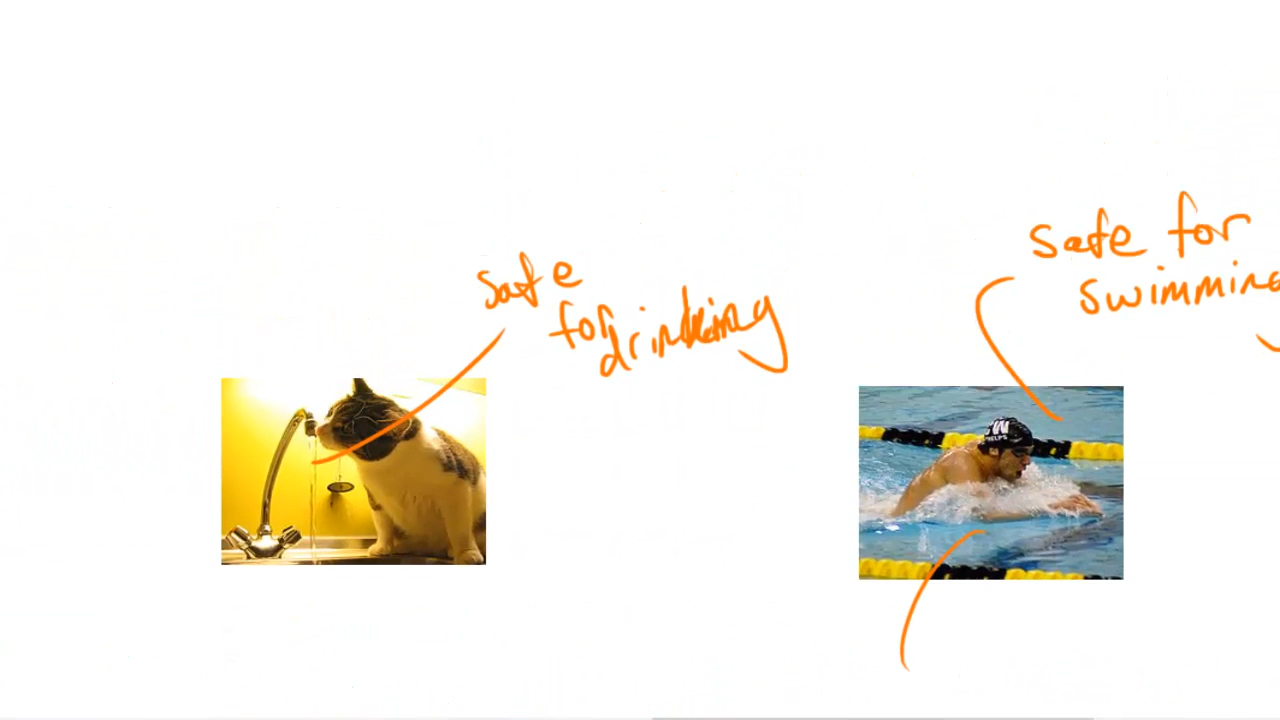 safe
for drinking
safe for
swimming
W
PHELPS